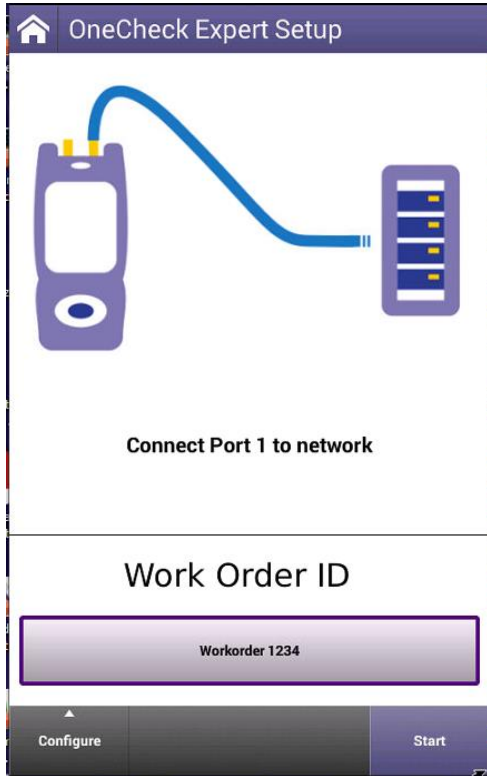 OneCheck Expert Setup
Connect Port 1 to network
Work Order ID
Workorder 1234
Configure
Start